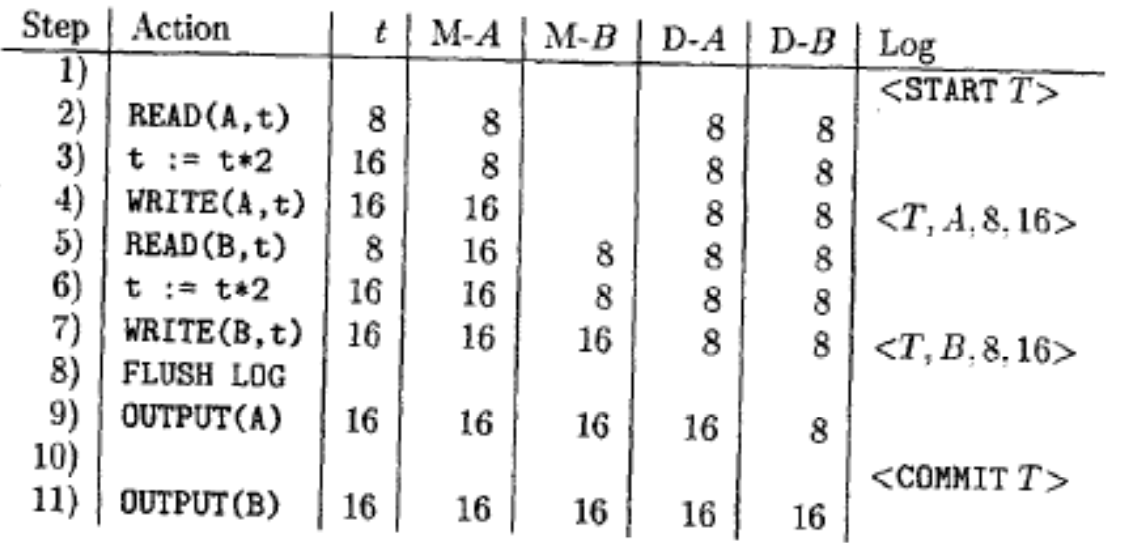 Step Action t M-A M-B D-A D-B Log
1) <START T>
2) READ(A,t) 8 8 8 8
3) t := t*2 16 8 8 8
4) WRITE(A,t) 16 16 8 8 <T, A, 8, 16>
5) READ(B,t) 8 16 8 8 8
6) t := t*2 16 16 8 8 8
7) WRITE(B,t) 16 16 16 8 8 <T, B, 8, 16>
8) FLUSH LOG
9) OUTPUT(A) 16 16 16 16 8
10) <COMMIT T>
11) OUTPUT(B) 16 16 16 16 16